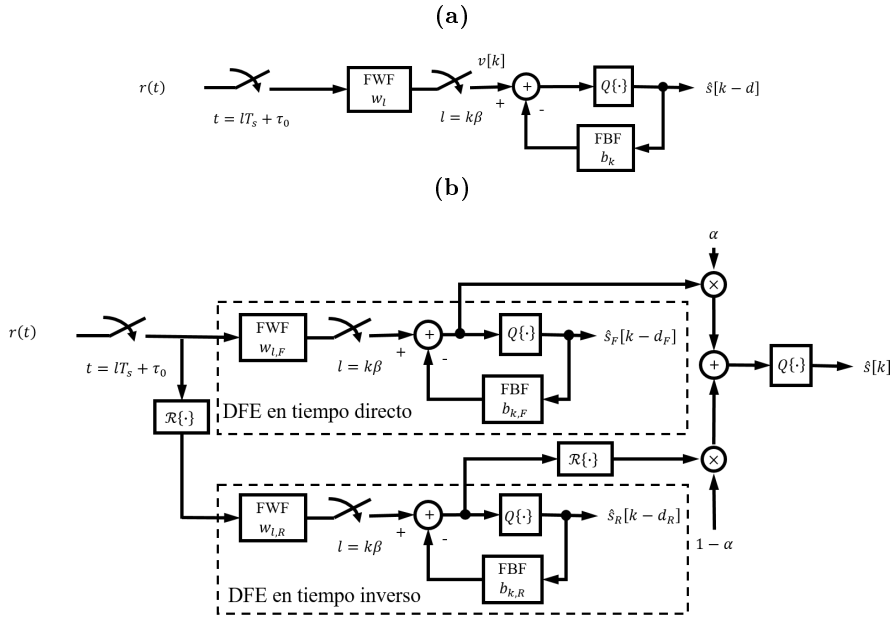 (a)
r(t)
t = lT_s + τ_0
FWF
w_l
l = kβ
v[k]
+
+
-
Q{·}
ŝ[k − d]
FBF
b_k
(b)
α
×
r(t)
t = lT_s + τ_0
FWF
w_{l,F}
l = kβ
+
+
-
Q{·}
ŝ_F[k − d_F]
FBF
b_{k,F}
DFE en tiempo directo
+
Q{·}
ŝ[k]
ℛ{·}
ℛ{·}
×
1 − α
FWF
w_{l,R}
l = kβ
+
+
-
Q{·}
ŝ_R[k − d_R]
FBF
b_{k,R}
DFE en tiempo inverso